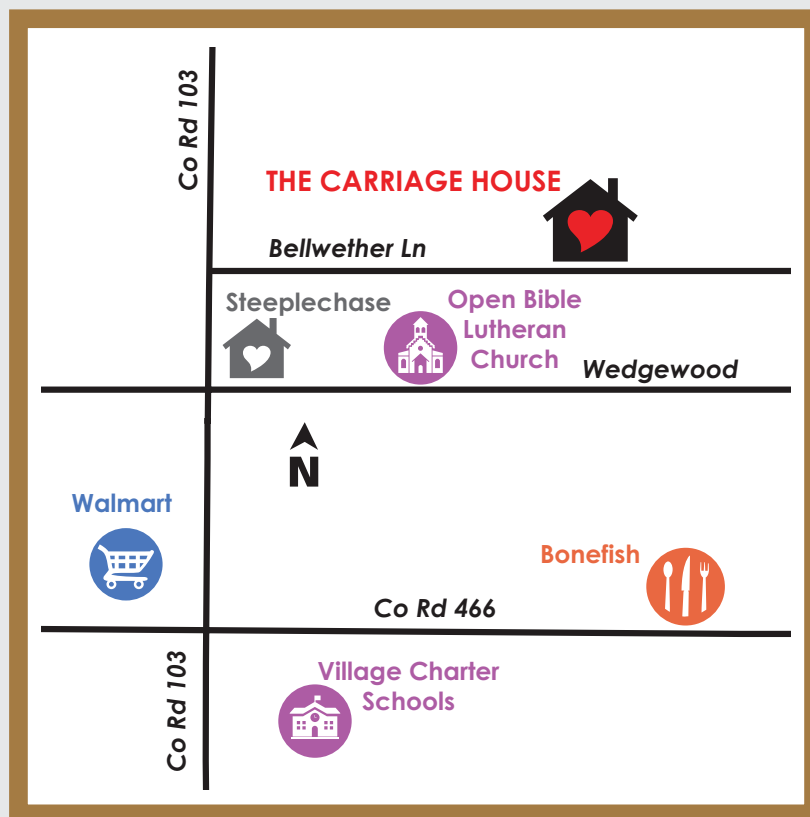 Co Rd 103
THE CARRIAGE HOUSE
Bellwether Ln
Steeplechase
Open Bible
Lutheran
Church
Wedgewood
N
Walmart
Bonefish
Co Rd 466
Co Rd 103
Village Charter
Schools